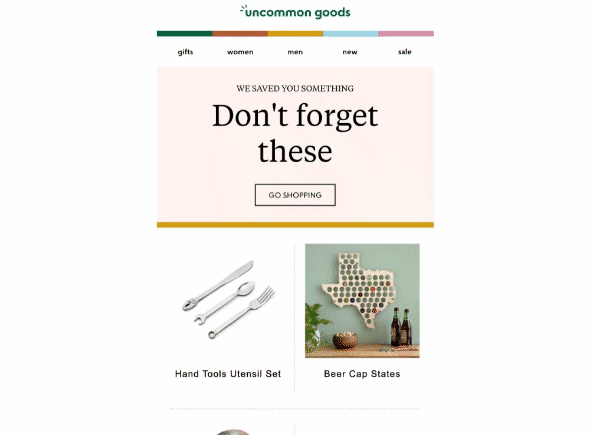 uncommon goods
gifts women men new sale
WE SAVED YOU SOMETHING
Don't forget
these
GO SHOPPING
Hand Tools Utensil Set Beer Cap States